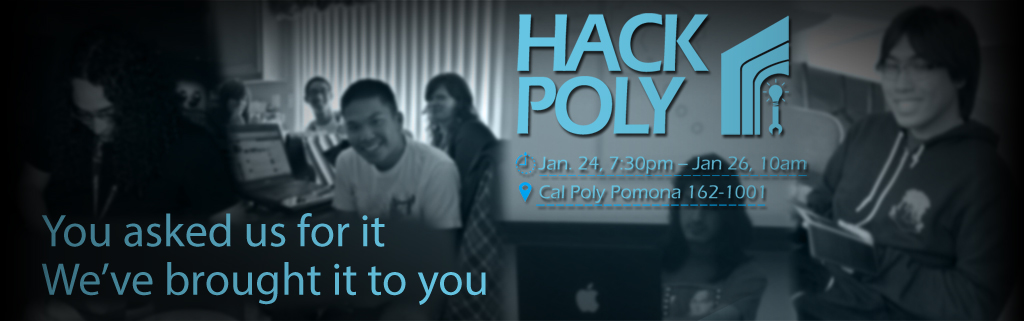 HACK
POLY
Jan. 24, 7:30pm – Jan 26, 10am
Cal Poly Pomona 162-1001
You asked us for it
We've brought it to you